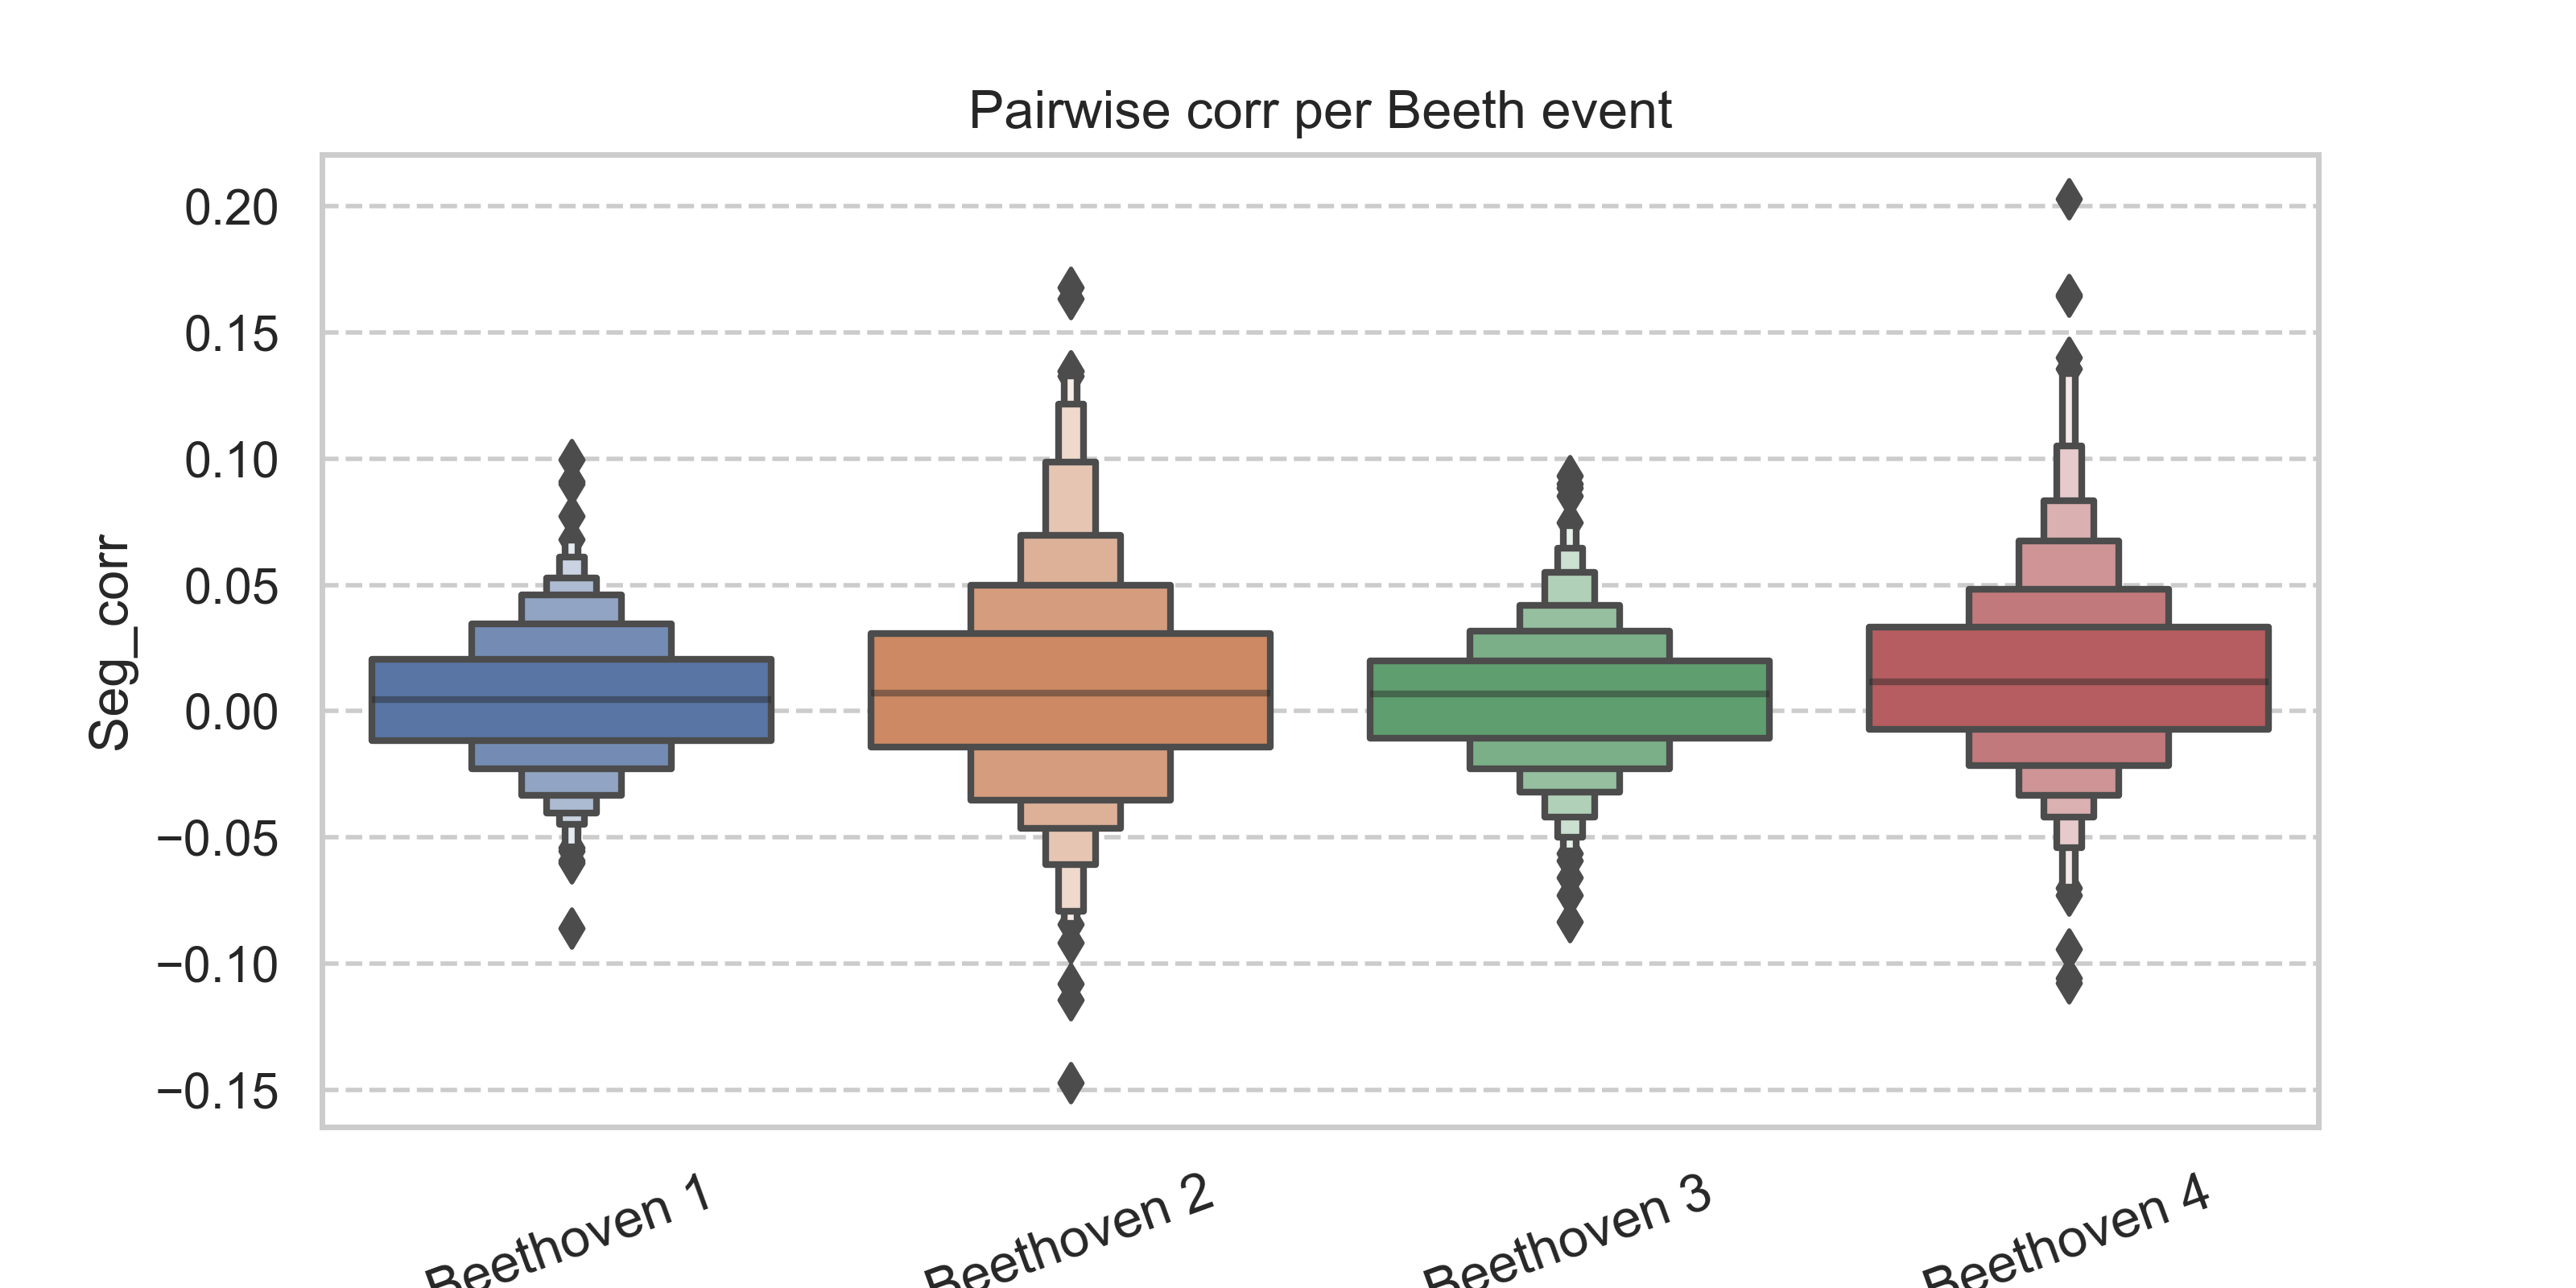 Pairwise corr per Beeth event
Seg_corr
0.20
0.15
0.10
0.05
0.00
−0.05
−0.10
−0.15
Beethoven 1
Beethoven 2
Beethoven 3
Beethoven 4